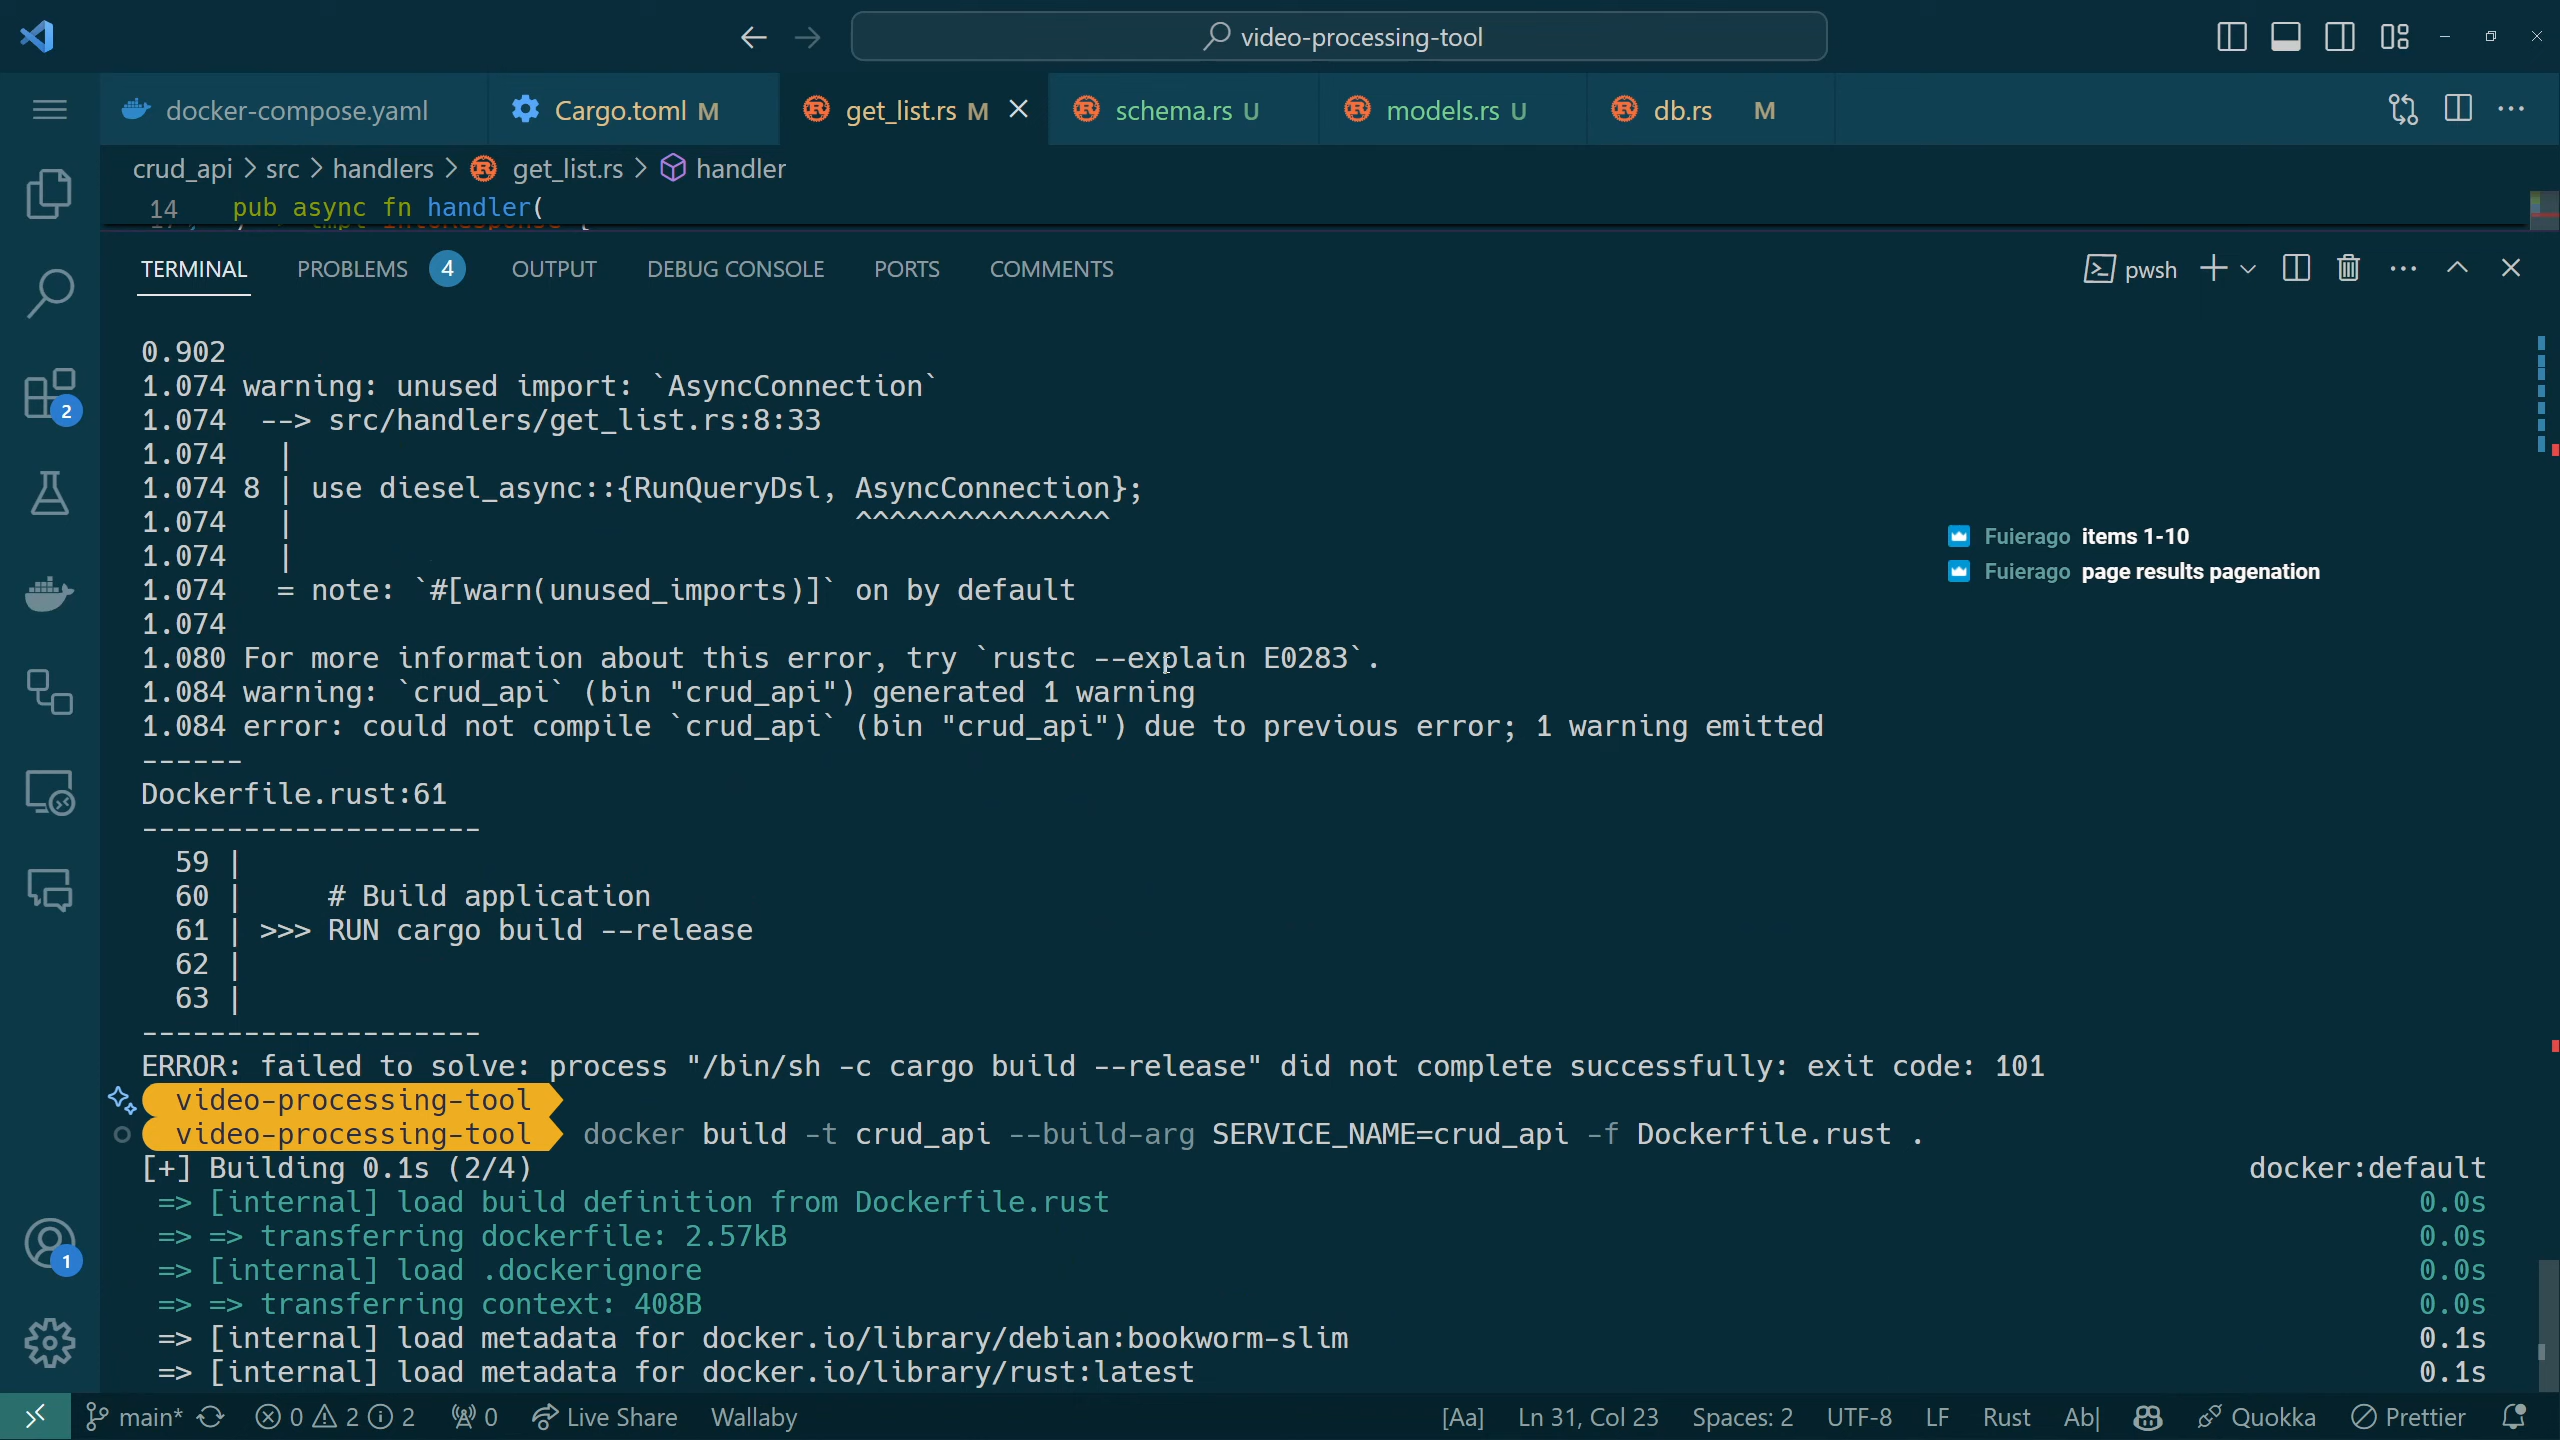 video-processing-tool
docker-compose.yaml
Cargo.toml M
get_list.rs M
schema.rs U
models.rs U
db.rs M
crud_api > src > handlers > get_list.rs > handler
14 pub async fn handler(
TERMINAL
PROBLEMS 4
OUTPUT
DEBUG CONSOLE
PORTS
COMMENTS
pwsh
0.902
1.074 warning: unused import: `AsyncConnection`
1.074 --> src/handlers/get_list.rs:8:33
1.074 |
1.074 8 | use diesel_async::{RunQueryDsl, AsyncConnection};
1.074 | ^^^^^^^^^^^^^^^
1.074 |
1.074 = note: `#[warn(unused_imports)]` on by default
1.074
1.080 For more information about this error, try `rustc --explain E0283`.
1.084 warning: `crud_api` (bin "crud_api") generated 1 warning
1.084 error: could not compile `crud_api` (bin "crud_api") due to previous error; 1 warning emitted
------
Dockerfile.rust:61
--------------------
59 |
60 | # Build application
61 | >>> RUN cargo build --release
62 |
63 |
--------------------
ERROR: failed to solve: process "/bin/sh -c cargo build --release" did not complete successfully: exit code: 101
video-processing-tool
video-processing-tool docker build -t crud_api --build-arg SERVICE_NAME=crud_api -f Dockerfile.rust .
[+] Building 0.1s (2/4) docker:default
=> [internal] load build definition from Dockerfile.rust 0.0s
=> => transferring dockerfile: 2.57kB 0.0s
=> [internal] load .dockerignore 0.0s
=> => transferring context: 408B 0.0s
=> [internal] load metadata for docker.io/library/debian:bookworm-slim 0.1s
=> [internal] load metadata for docker.io/library/rust:latest 0.1s
Fuierago items 1-10
Fuierago page results pagenation
2
1
main* 0 2 2 0 Live Share Wallaby [Aa] Ln 31, Col 23 Spaces: 2 UTF-8 LF Rust Ab| Quokka Prettier